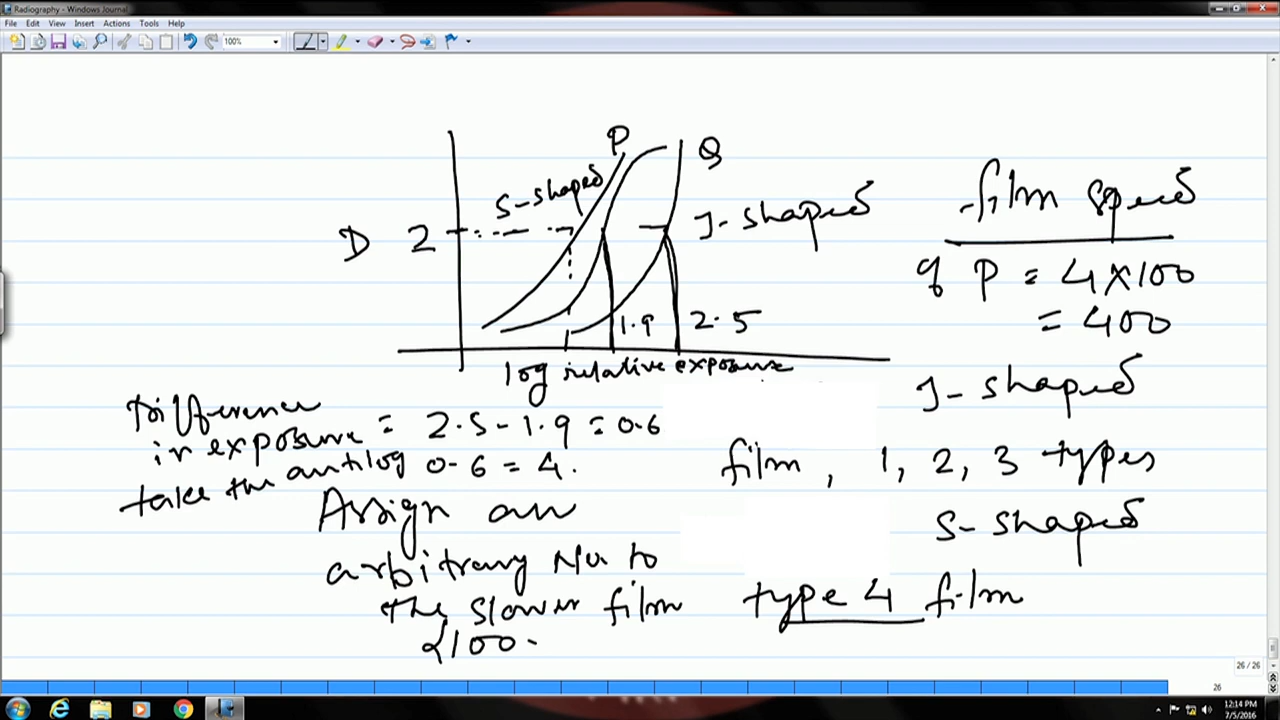 Radiography - Windows Journal
File Edit View Insert Actions Tools Help
100%
P
Q
S-shaped
J-shaped
D 2
1.9
2.5
log relative exposure
film speed
of P = 4×100
= 400
Difference
in exposure = 2.5-1.9 = 0.6
take the antilog 0.6 = 4.
Assign an
arbitrary No to
the slower film
100.
J-shaped
film, 1, 2, 3 types
S-shaped
type 4 film
26 / 26
26
12:14 PM
7/5/2016